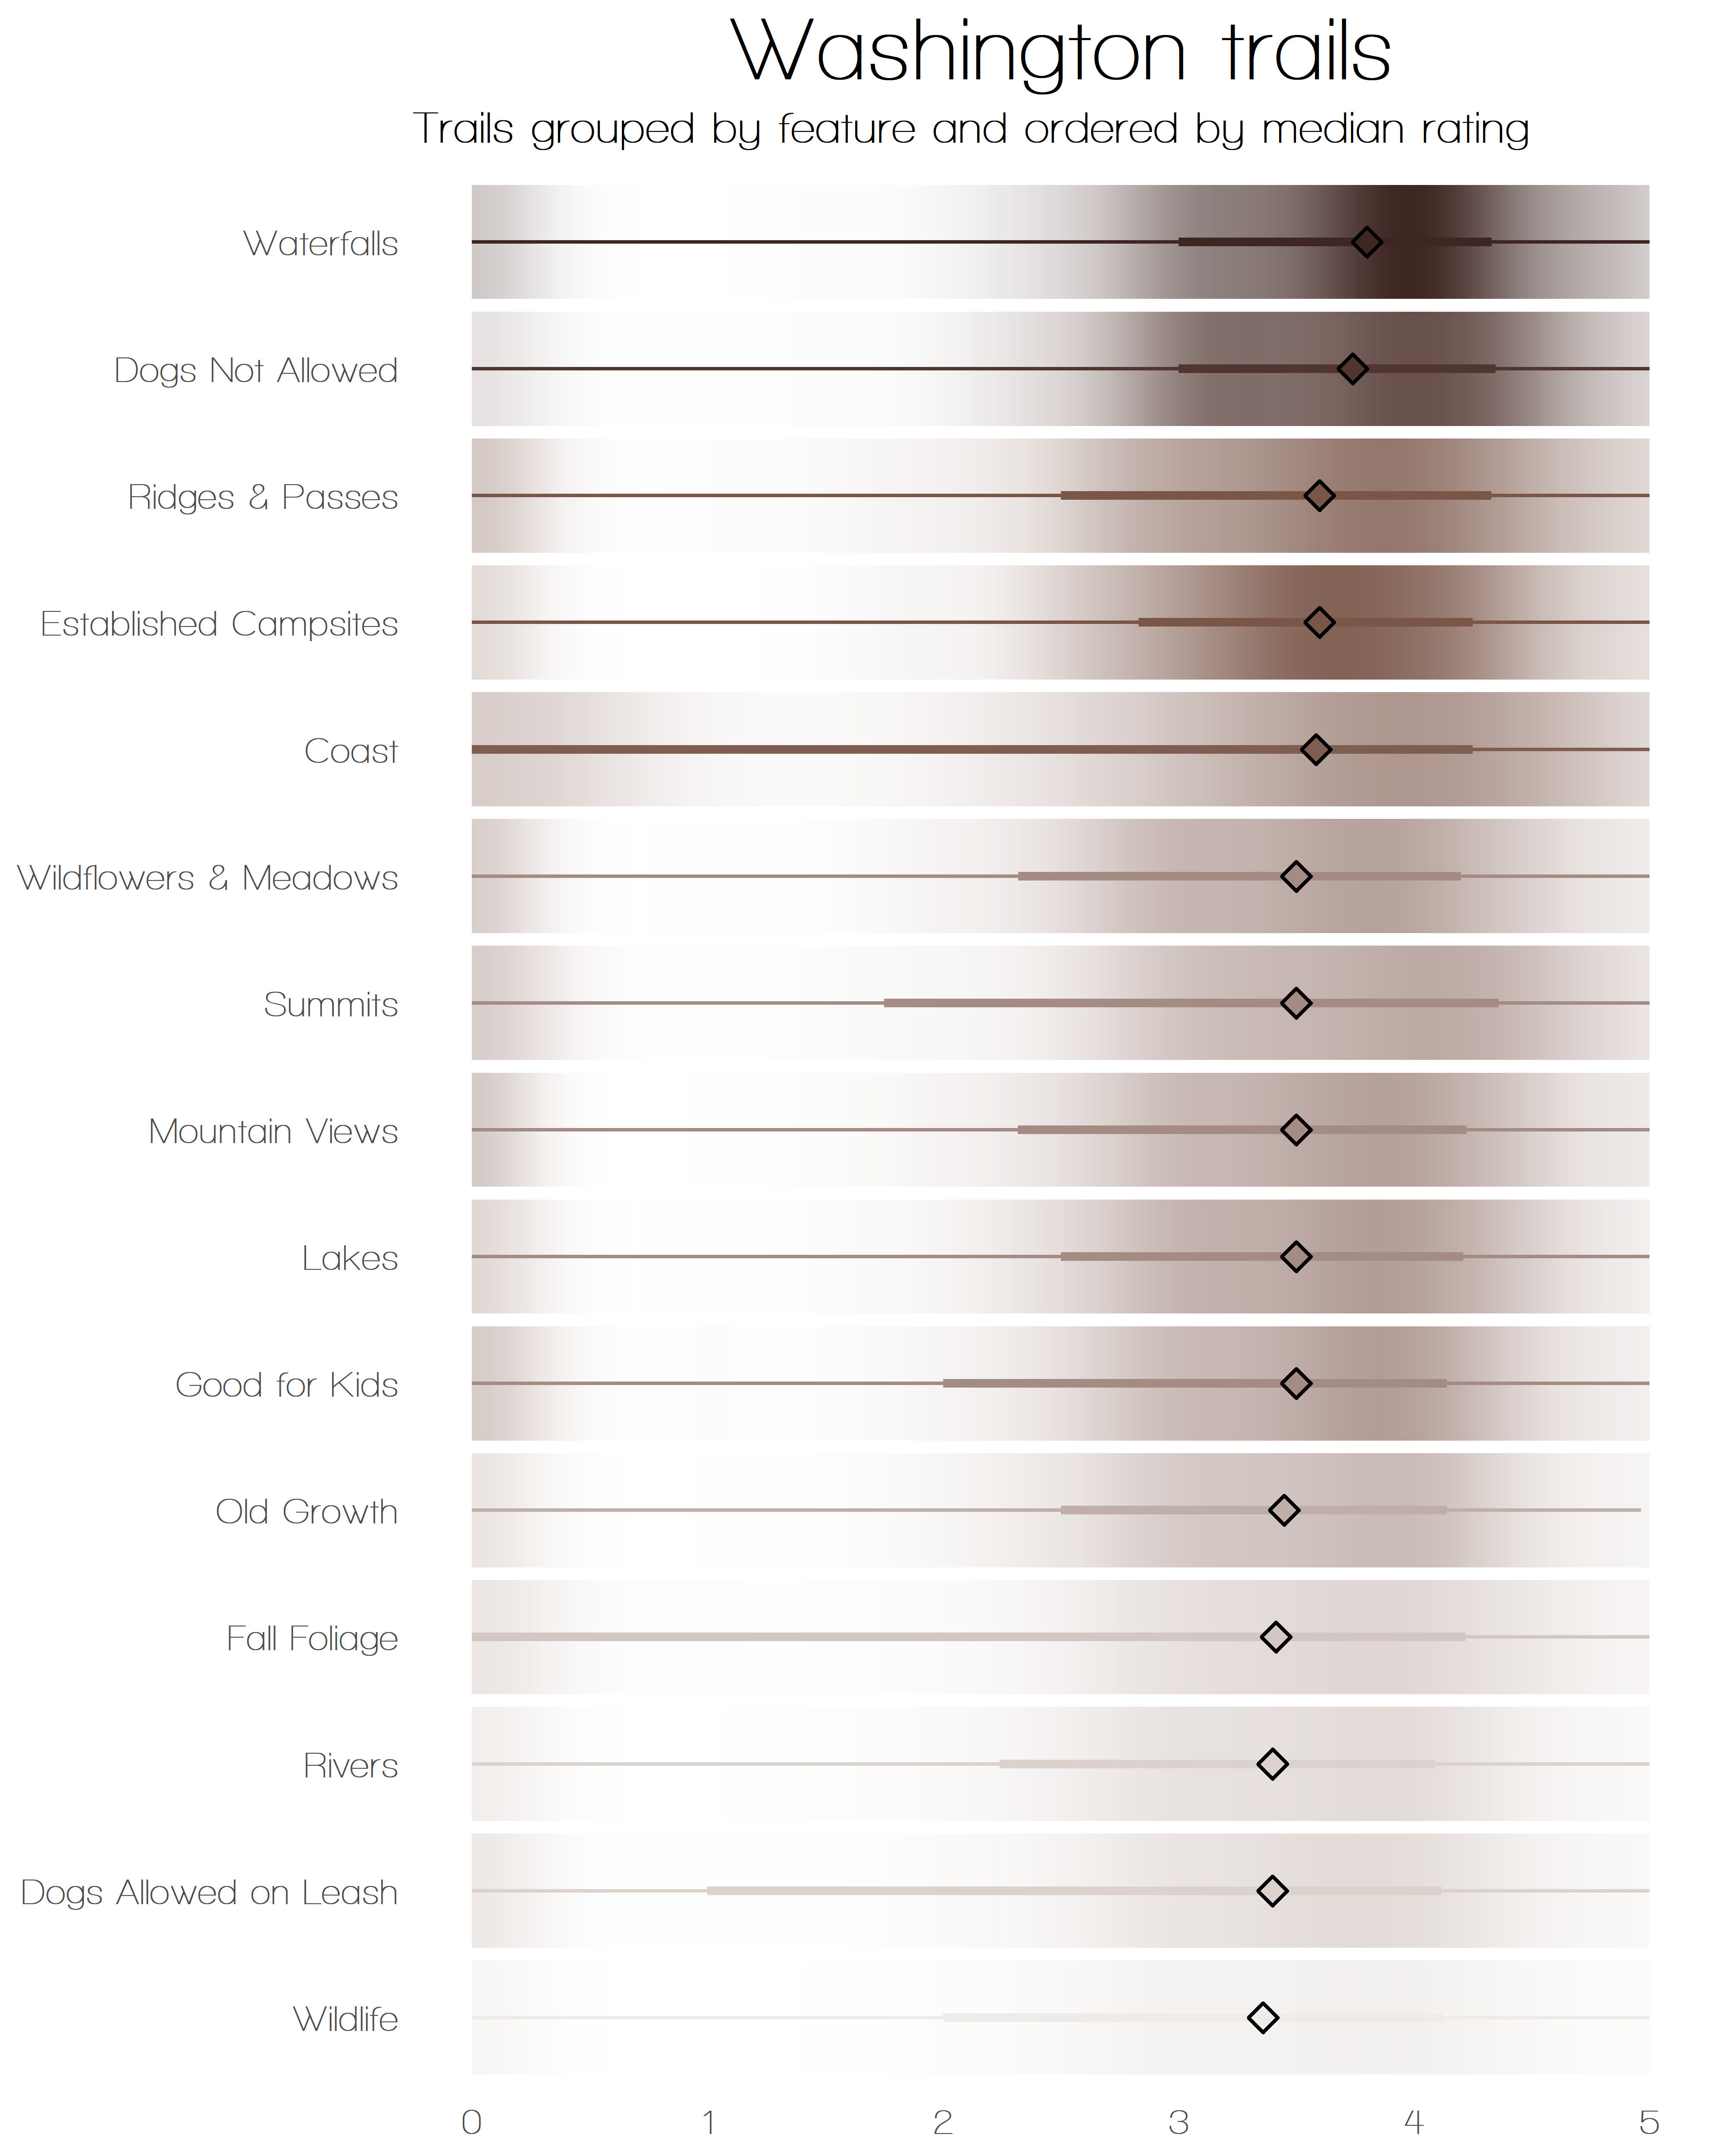 Washington trails
Trails grouped by feature and ordered by median rating
Waterfalls
Dogs Not Allowed
Ridges & Passes
Established Campsites
Coast
Wildflowers & Meadows
Summits
Mountain Views
Lakes
Good for Kids
Old Growth
Fall Foliage
Rivers
Dogs Allowed on Leash
Wildlife
0 1 2 3 4 5